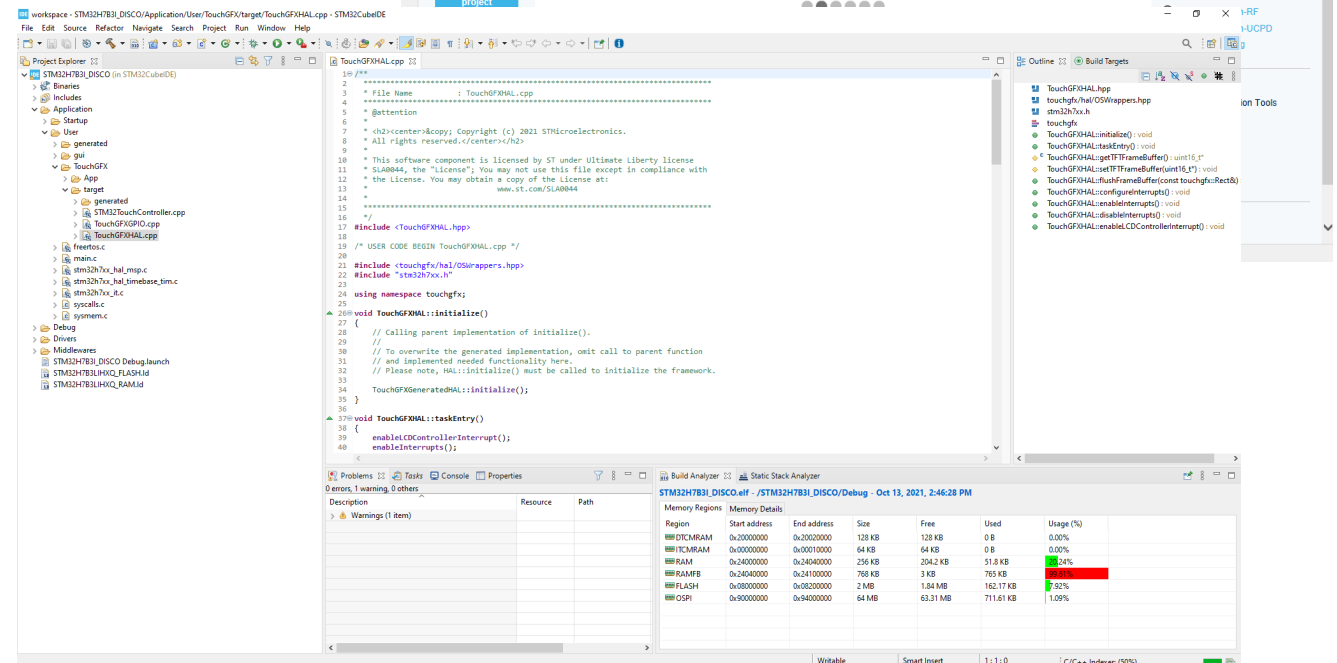 project
workspace - STM32H7B3I_DISCO/Application/User/TouchGFX/target/TouchGFXHAL.cpp - STM32CubeIDE
File Edit Source Refactor Navigate Search Project Run Window Help
-RF
-UCPD
ion Tools
Project Explorer
STM32H7B3I_DISCO (in STM32CubeIDE)
Binaries
Includes
Application
Startup
User
generated
gui
TouchGFX
App
target
generated
STM32TouchController.cpp
TouchGFXGPIO.cpp
TouchGFXHAL.cpp
freertos.c
main.c
stm32h7xx_hal_msp.c
stm32h7xx_hal_timebase_tim.c
stm32h7xx_it.c
syscalls.c
sysmem.c
Debug
Drivers
Middlewares
STM32H7B3I_DISCO Debug.launch
STM32H7B3LIHXQ_FLASH.ld
STM32H7B3LIHXQ_RAM.ld
TouchGFXHAL.cpp
1 /**
2 ******************************************************************************
3 * File Name : TouchGFXHAL.cpp
4 ******************************************************************************
5 * @attention
6 *
7 * <h2><center>&copy; Copyright (c) 2021 STMicroelectronics.
8 * All rights reserved.</center></h2>
9 *
10 * This software component is licensed by ST under Ultimate Liberty license
11 * SLA0044, the "License"; You may not use this file except in compliance with
12 * the License. You may obtain a copy of the License at:
13 * www.st.com/SLA0044
14 *
15 ******************************************************************************
16 */
17 #include <TouchGFXHAL.hpp>
18
19 /* USER CODE BEGIN TouchGFXHAL.cpp */
20
21 #include <touchgfx/hal/OSWrappers.hpp>
22 #include "stm32h7xx.h"
23
24 using namespace touchgfx;
25
26 void TouchGFXHAL::initialize()
27 {
28 // Calling parent implementation of initialize().
29 //
30 // To overwrite the generated implementation, omit call to parent function
31 // and implemented needed functionality here.
32 // Please note, HAL::initialize() must be called to initialize the framework.
33
34 TouchGFXGeneratedHAL::initialize();
35 }
36
37 void TouchGFXHAL::taskEntry()
38 {
39 enableLCDControllerInterrupt();
40 enableInterrupts();
Outline Build Targets
TouchGFXHAL.hpp
touchgfx/hal/OSWrappers.hpp
stm32h7xx.h
touchgfx
TouchGFXHAL::initialize() : void
TouchGFXHAL::taskEntry() : void
TouchGFXHAL::getTFTFrameBuffer() : uint16_t*
TouchGFXHAL::setTFTFrameBuffer(uint16_t*) : void
TouchGFXHAL::flushFrameBuffer(const touchgfx::Rect&)
TouchGFXHAL::configureInterrupts() : void
TouchGFXHAL::enableInterrupts() : void
TouchGFXHAL::disableInterrupts() : void
TouchGFXHAL::enableLCDControllerInterrupt() : void
Problems Tasks Console Properties
0 errors, 1 warning, 0 others
Description Resource Path
Warnings (1 item)
Build Analyzer Static Stack Analyzer
STM32H7B3I_DISCO.elf - /STM32H7B3I_DISCO/Debug - Oct 13, 2021, 2:46:28 PM
Memory Regions Memory Details
Region Start address End address Size Free Used Usage (%)
DTCMRAM 0x20000000 0x20020000 128 KB 128 KB 0 B 0.00%
ITCMRAM 0x00000000 0x00010000 64 KB 64 KB 0 B 0.00%
RAM 0x24000000 0x24040000 256 KB 204.2 KB 51.8 KB 20.24%
RAMFB 0x24040000 0x24100000 768 KB 3 KB 765 KB 99.61%
FLASH 0x08000000 0x08200000 2 MB 1.84 MB 162.17 KB 7.92%
OSPI 0x90000000 0x94000000 64 MB 63.31 MB 711.61 KB 1.09%
Writable Smart Insert 1 : 1 : 0 C/C++ Indexer: (50%)